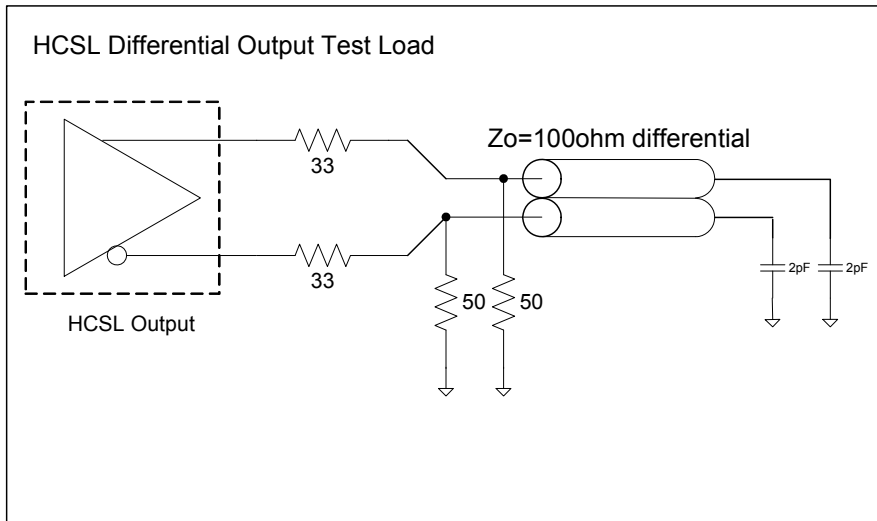 HCSL Differential Output Test Load
Zo=100ohm differential
33
33
50 50
2pF 2pF
HCSL Output